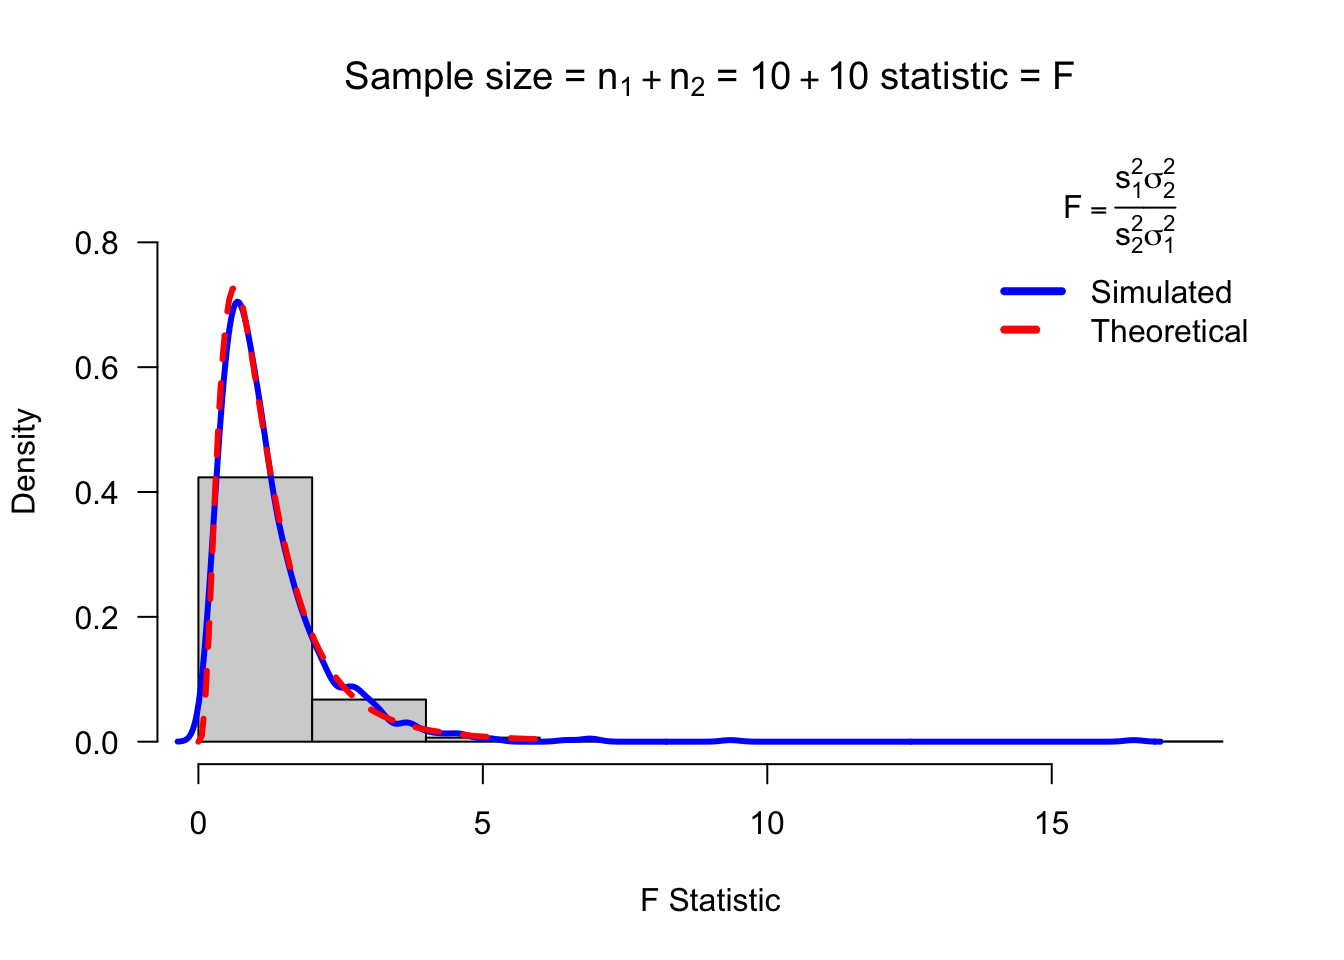 Sample size = n₁ + n₂ = 10 + 10 statistic = F
F = s₁²σ₂² / s₂²σ₁²
Simulated
Theoretical
Density
0.8
0.6
0.4
0.2
0.0
0 5 10 15
F Statistic